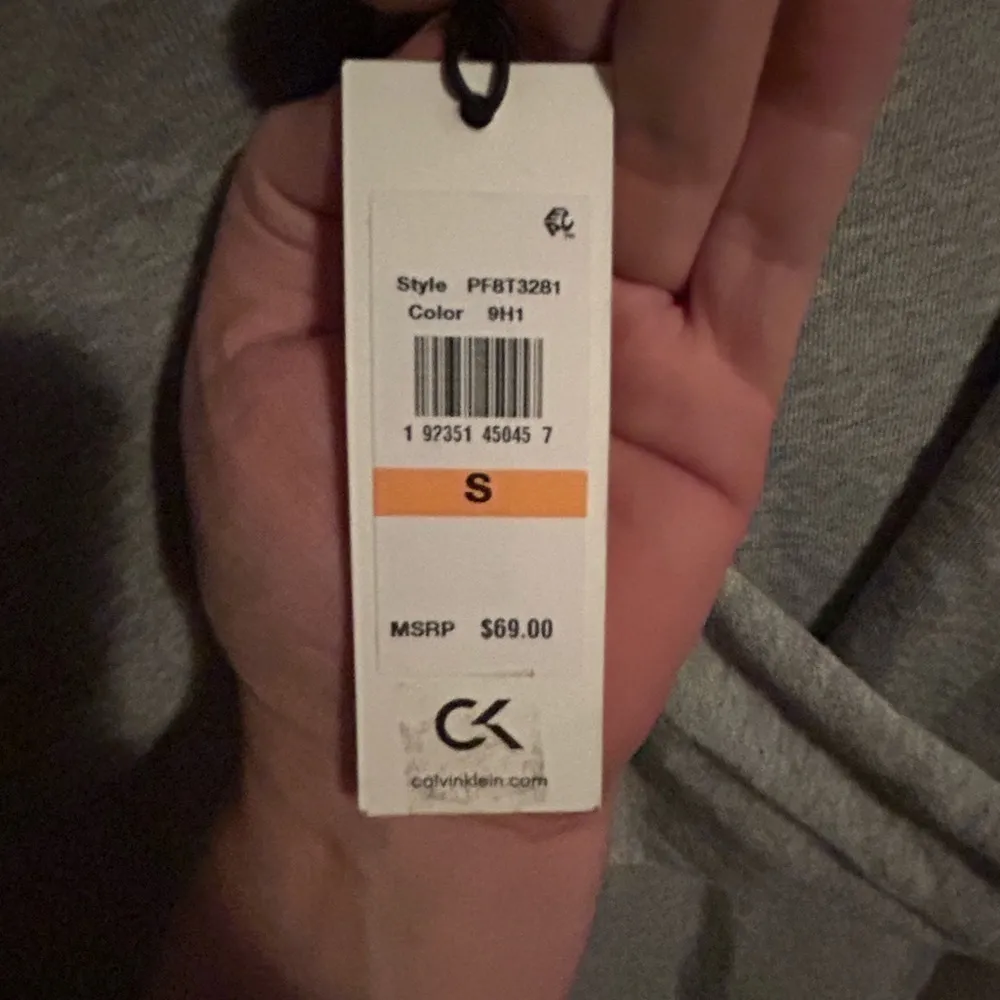 Style PF8T3281
Color 9H1
1 92351 45045 7
S
MSRP $69.00
CK
calvinklein.com